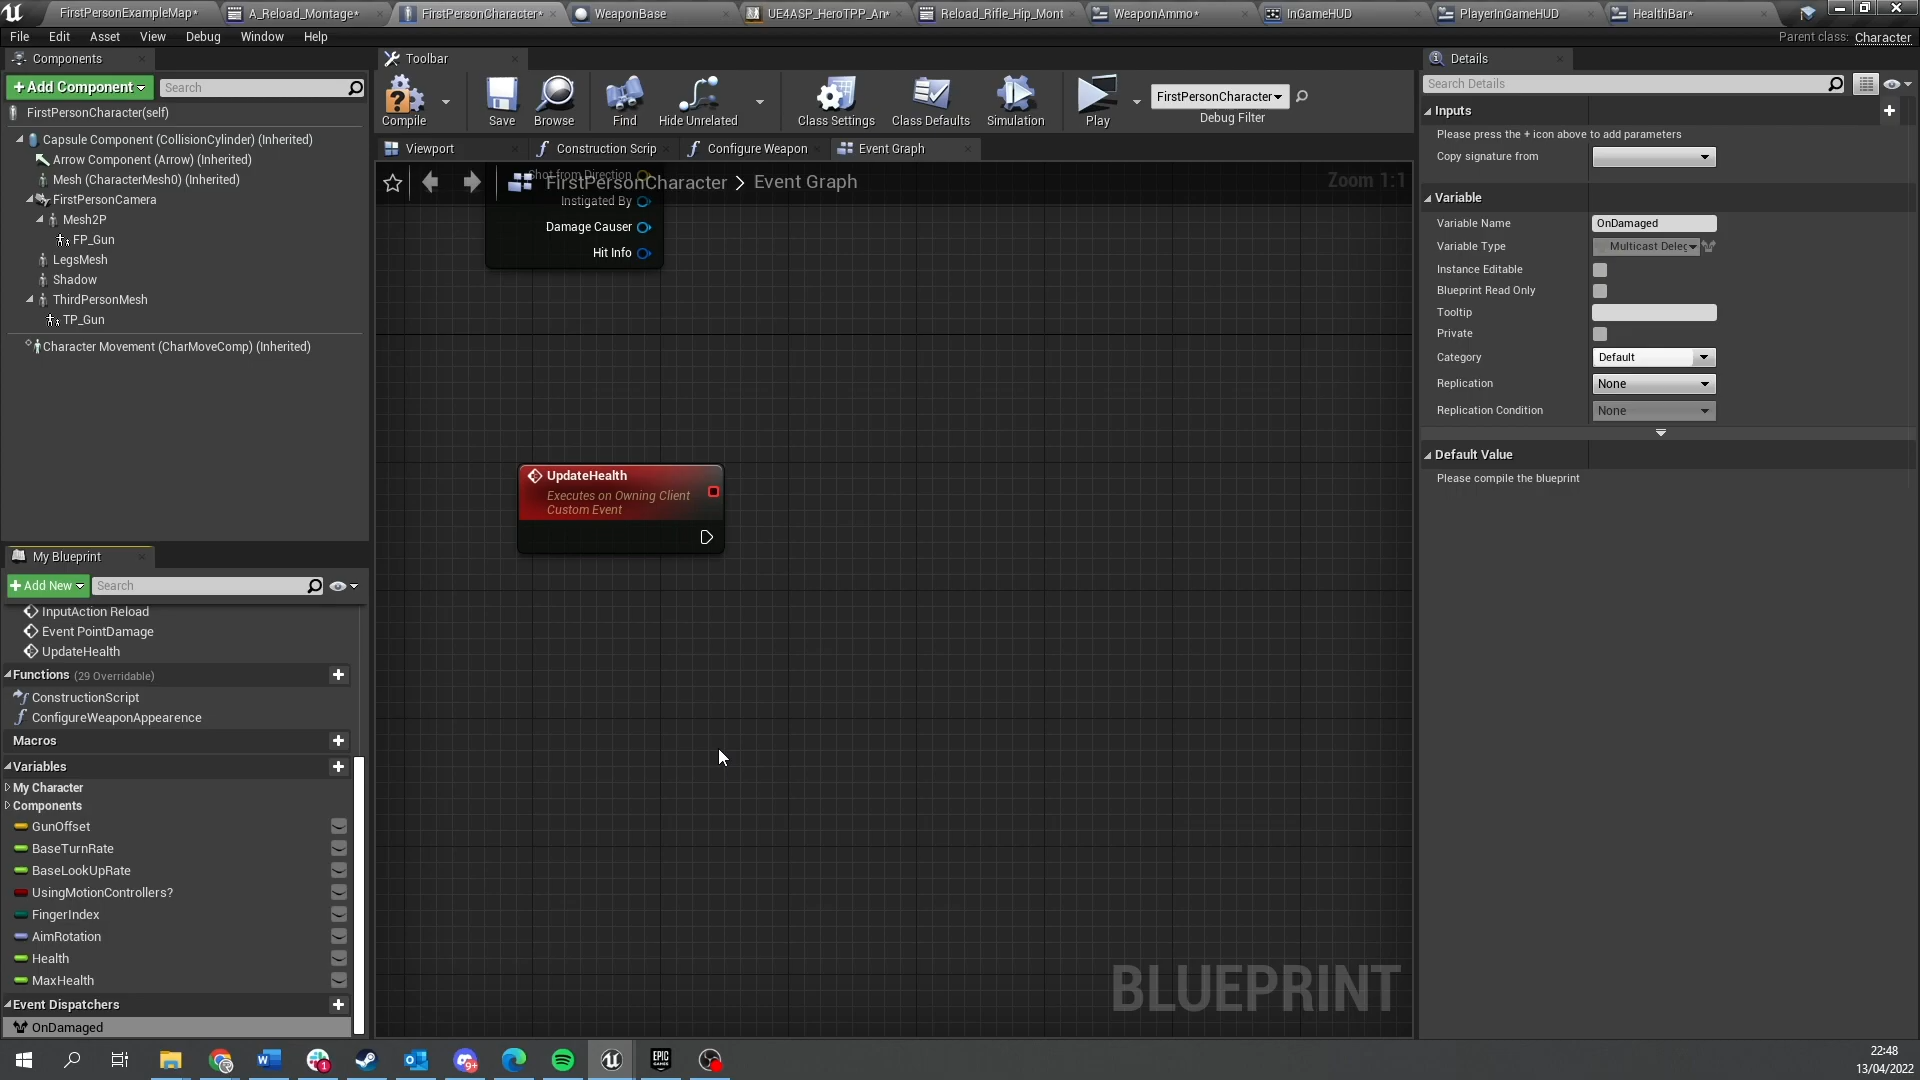 FirstPersonExampleMap*
A_Reload_Montage*
FirstPersonCharacter*
WeaponBase
UE4ASP_HeroTPP_An*
Reload_Rifle_Hip_Mont
WeaponAmmo*
InGameHUD
PlayerInGameHUD
HealthBar*
File Edit Asset View Debug Window Help
Parent class: Character
Components
Toolbar
Details
+ Add Component
Search
Search Details
FirstPersonCharacter(self)
Compile
Save
Browse
Find
Hide Unrelated
Class Settings
Class Defaults
Simulation
Play
FirstPersonCharacter
Debug Filter
Inputs
Please press the + icon above to add parameters
Copy signature from
Capsule Component (CollisionCylinder) (Inherited)
Arrow Component (Arrow) (Inherited)
Mesh (CharacterMesh0) (Inherited)
FirstPersonCamera
Mesh2P
FP_Gun
LegsMesh
Shadow
ThirdPersonMesh
TP_Gun
Character Movement (CharMoveComp) (Inherited)
Viewport
Construction Scrip
Configure Weapon
Event Graph
FirstPersonCharacter > Event Graph
Zoom 1:1
Shot from Direction
Instigated By
Damage Causer
Hit Info
UpdateHealth
Executes on Owning Client
Custom Event
BLUEPRINT
Variable
Variable Name
OnDamaged
Variable Type
Multicast Deleg
Instance Editable
Blueprint Read Only
Tooltip
Private
Category
Default
Replication
None
Replication Condition
None
Default Value
Please compile the blueprint
My Blueprint
+ Add New
Search
InputAction Reload
Event PointDamage
UpdateHealth
Functions (29 Overridable)
ConstructionScript
ConfigureWeaponAppearence
Macros
Variables
My Character
Components
GunOffset
BaseTurnRate
BaseLookUpRate
UsingMotionControllers?
FingerIndex
AimRotation
Health
MaxHealth
Event Dispatchers
OnDamaged
22:48
13/04/2022